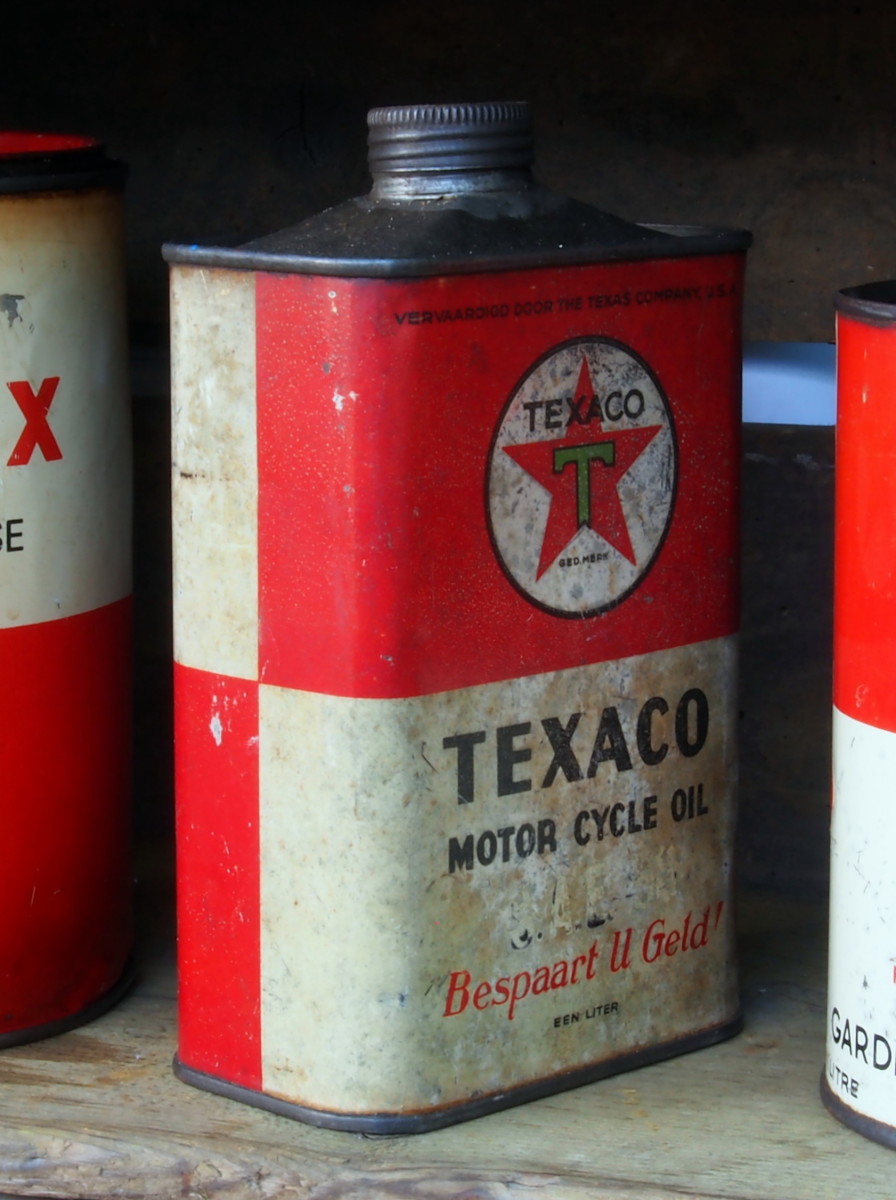 X
SE
VERVAARDIGD DOOR THE TEXAS COMPANY, U.S.A
TEXACO
T
GED. MERK
TEXACO
MOTOR CYCLE OIL
Bespaart U Geld!
EEN LITER
GARD
LITRE